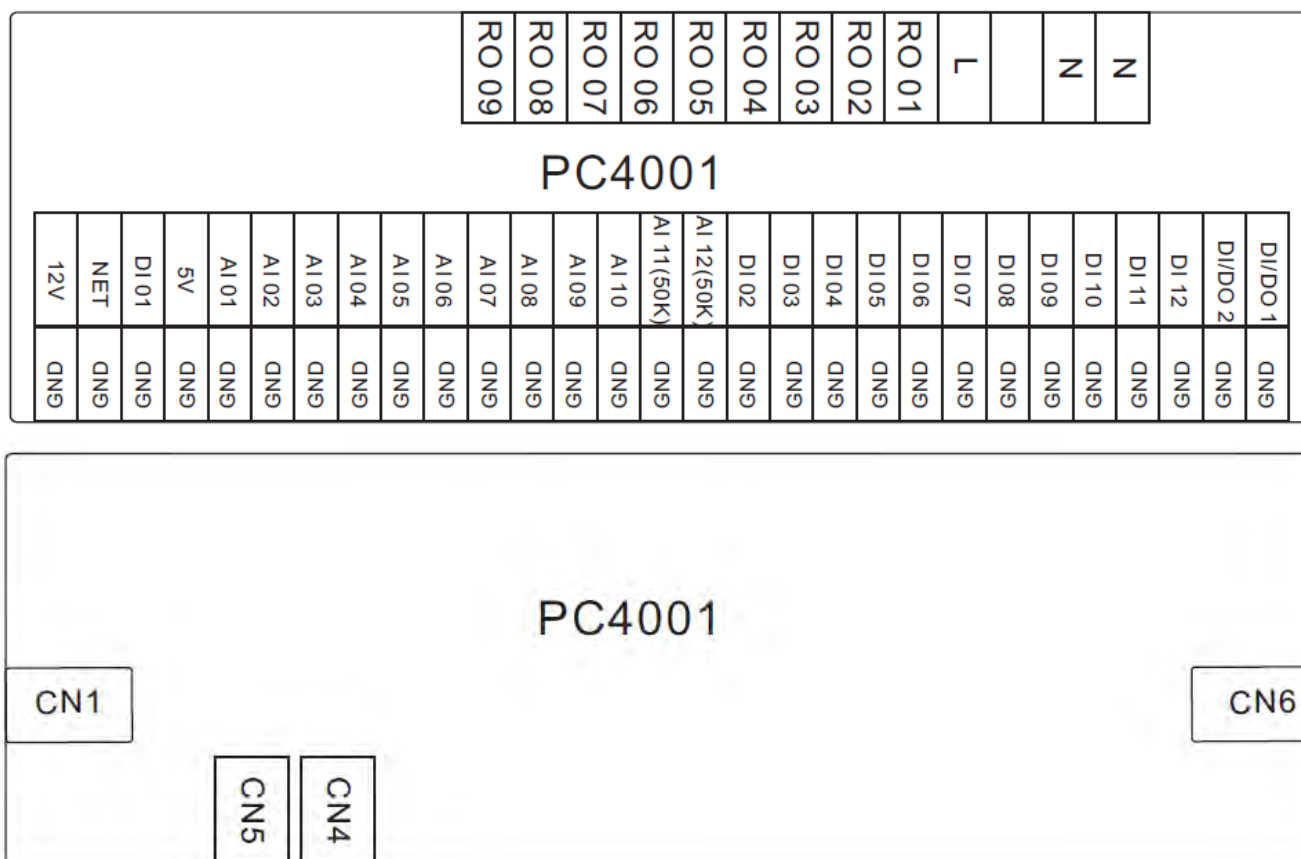 RO 09 RO 08 RO 07 RO 06 RO 05 RO 04 RO 03 RO 02 RO 01 L N N
PC4001
12V NET DI 01 5V AI 01 AI 02 AI 03 AI 04 AI 05 AI 06 AI 07 AI 08 AI 09 AI 10 AI 11(50K) AI 12(50K) DI 02 DI 03 DI 04 DI 05 DI 06 DI 07 DI 08 DI 09 DI 10 DI 11 DI 12 DI/DO 2 DI/DO 1
GND GND GND GND GND GND GND GND GND GND GND GND GND GND GND GND GND GND GND GND GND GND GND GND GND GND GND GND GND
PC4001
CN1 CN6
CN5 CN4